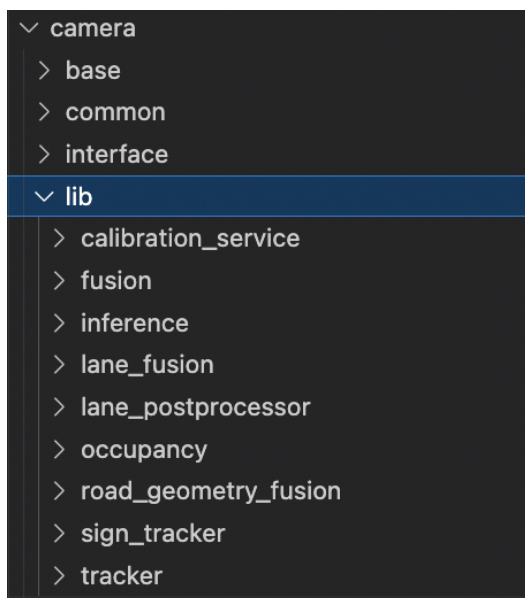 camera
base
common
interface
lib
calibration_service
fusion
inference
lane_fusion
lane_postprocessor
occupancy
road_geometry_fusion
sign_tracker
tracker